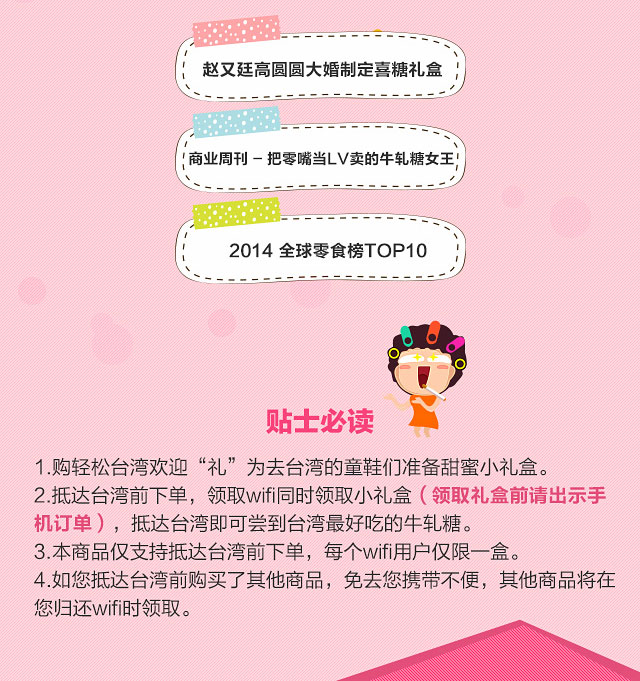 赵又廷高圆圆大婚制定喜糖礼盒
商业周刊 – 把零嘴当LV卖的牛轧糖女王
2014 全球零食榜TOP10
贴士必读
1.购轻松台湾欢迎“礼”为去台湾的童鞋们准备甜蜜小礼盒。
2.抵达台湾前下单，领取wifi同时领取小礼盒（领取礼盒前请出示手
机订单），抵达台湾即可尝到台湾最好吃的牛轧糖。
3.本商品仅支持抵达台湾前下单，每个wifi用户仅限一盒。
4.如您抵达台湾前购买了其他商品，免去您携带不便，其他商品将在
您归还wifi时领取。